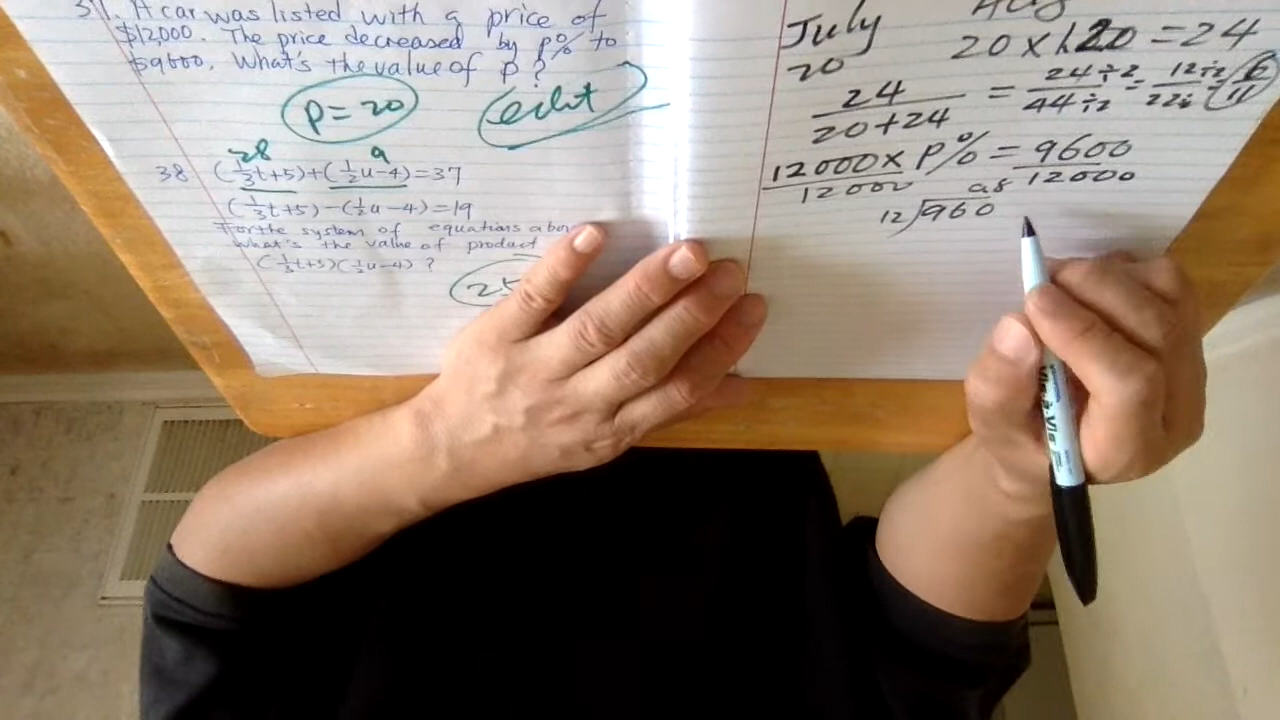 A car was listed with a price of
$12,000. The price decreased by p% to
$9600. What's the value of p?
p=20
38 (⅓t+5)+(½u-4)=37
28 9
(⅓t+5)-(½u-4)=19
For the system of equations
what's the value of product
(⅓t+5)(½u-4)?
25
July Aug
20 20×1.20=24
24/20+24 = 24÷2/44÷2 = 12÷2/22÷2 6/11
12000× P%/12000 = 9600/12000
12)960
Vis-à-Vis